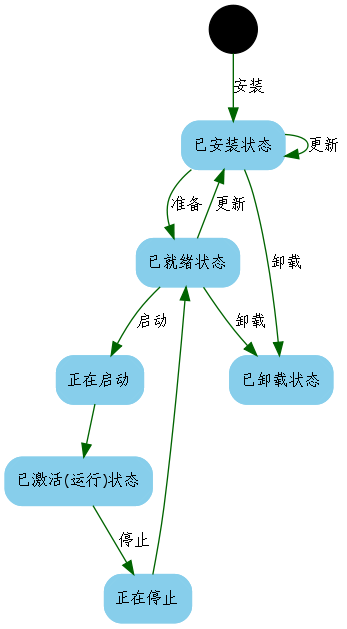 安装
已安装状态
更新
准备
更新
已就绪状态
卸载
启动
卸载
正在启动
已卸载状态
已激活(运行)状态
停止
正在停止